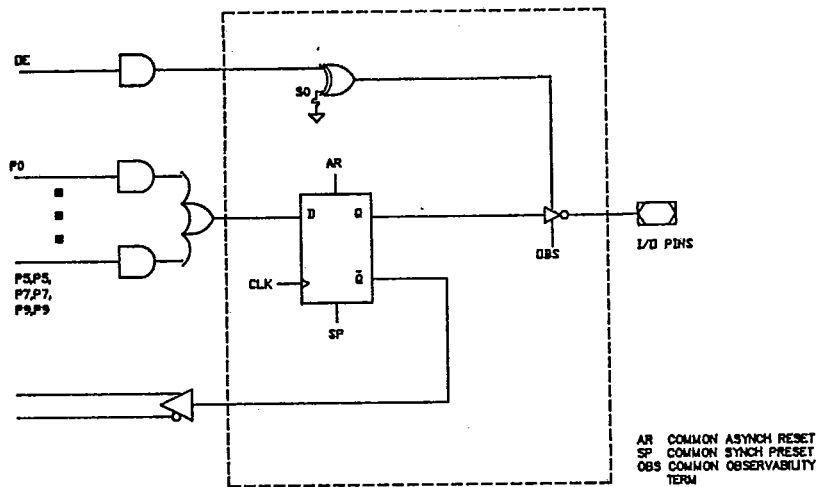 OE
SO
P0
AR
D Q
I/O PINS
OBS
CLK Q̅
P5,P5,
P7,P7,
P9,P9
SP
AR COMMON ASYNCH RESET
SP COMMON SYNCH PRESET
OBS COMMON OBSERVABILITY
TERM